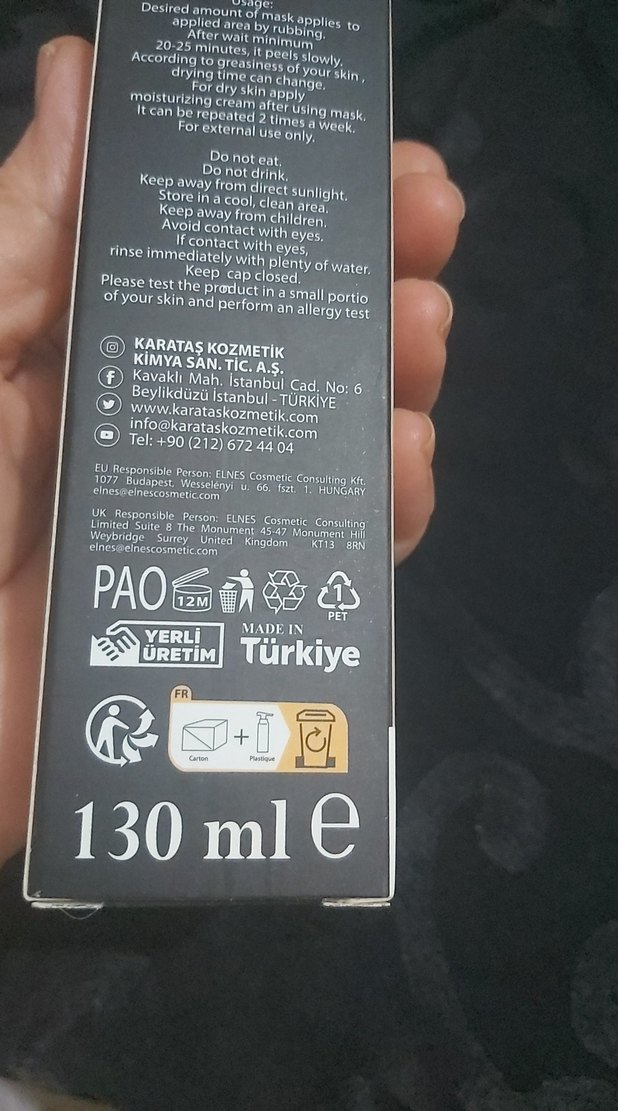 Usage:
Desired amount of mask applies to
applied area by rubbing.
After wait minimum
20-25 minutes, it peels slowly.
According to greasiness of your skin ,
drying time can change.
For dry skin apply
moisturizing cream after using mask.
It can be repeated 2 times a week.
For external use only.
Do not eat.
Do not drink.
Keep away from direct sunlight.
Store in a cool, clean area.
Keep away from children.
Avoid contact with eyes.
If contact with eyes,
rinse immediately with plenty of water.
Keep cap closed.
Please test the product in a small portio
of your skin and perform an allergy test
KARATAŞ KOZMETİK
KİMYA SAN. TİC. A.Ş.
Kavaklı Mah. İstanbul Cad. No: 6
Beylikdüzü İstanbul - TÜRKİYE
www.karataskozmetik.com
info@karataskozmetik.com
Tel: +90 (212) 672 44 04
EU Responsible Person: ELNES Cosmetic Consulting Kft.
1077 Budapest, Wesselényi u. 66. fszt. 1. HUNGARY
elnes@elnescosmetic.com
UK Responsible Person: ELNES Cosmetic Consulting
Limited Suite 8 The Monument 45-47 Monument Hill
Weybridge Surrey United Kingdom KT13 8RN
elnes@elnescosmetic.com
PAO 12M 1
PET
YERLİ
ÜRETİM
MADE IN
Türkiye
FR
+
Carton Plastique
130 ml e